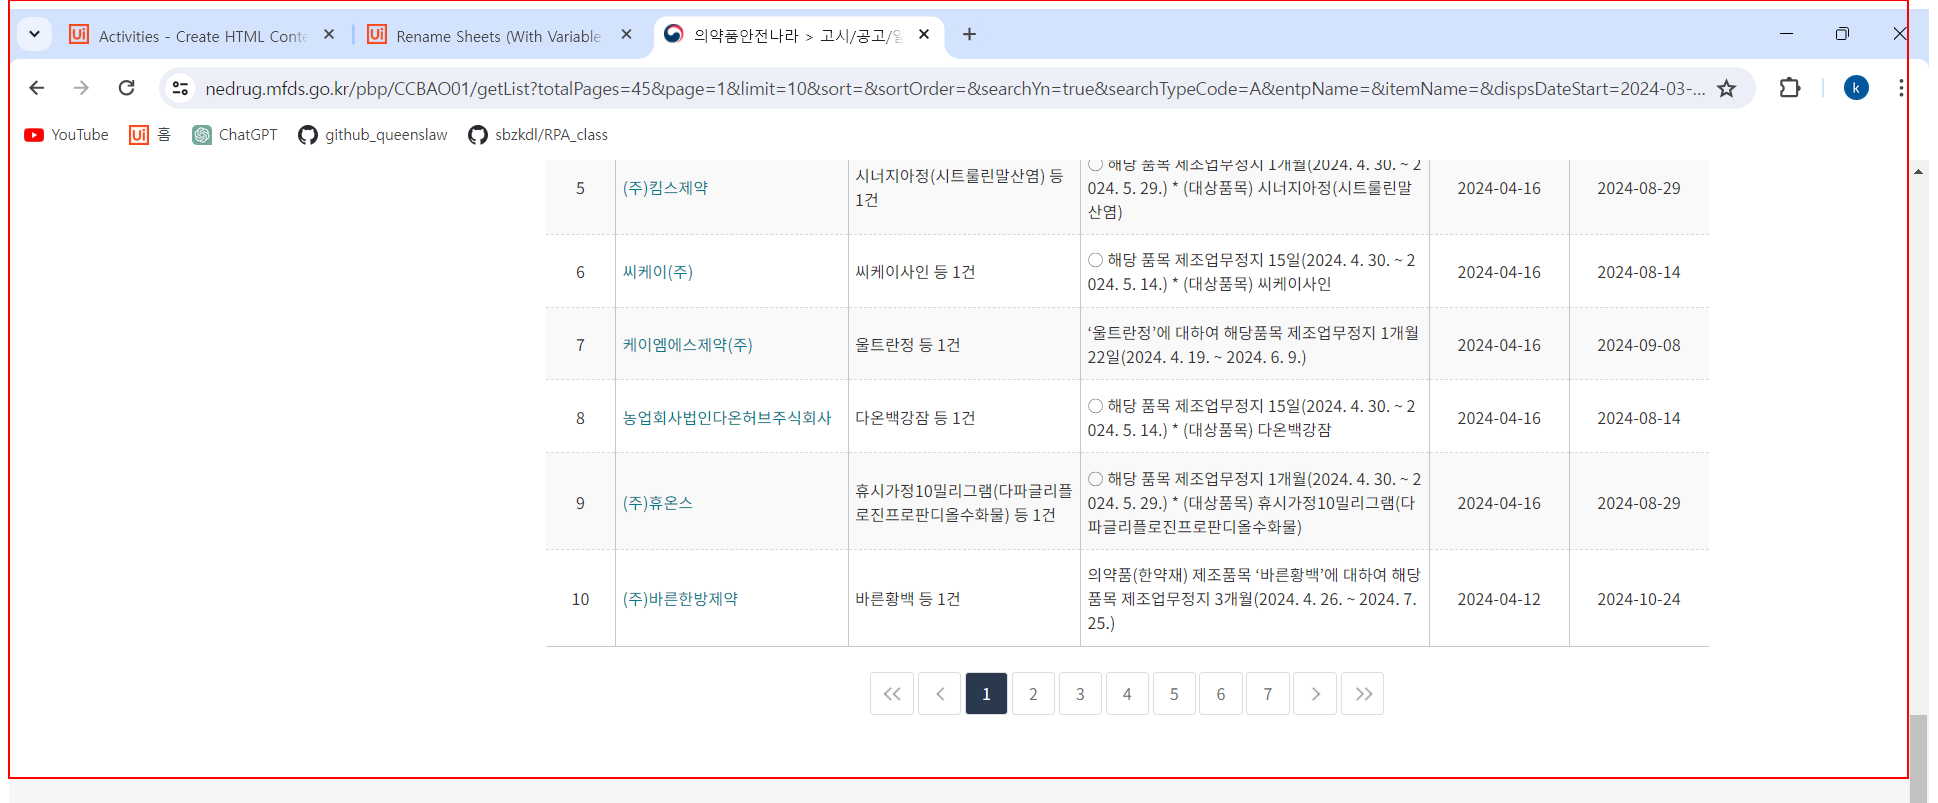 Activities - Create HTML Conte
Rename Sheets (With Variable
의약품안전나라 > 고시/공고/알
nedrug.mfds.go.kr/pbp/CCBAO01/getList?totalPages=45&page=1&limit=10&sort=&sortOrder=&searchYn=true&searchTypeCode=A&entpName=&itemName=&dispsDateStart=2024-03-...
k
YouTube
Ui 홈
ChatGPT
github_queenslaw
sbzkdl/RPA_class
5
(주)킴스제약
시너지아정(시트룰린말산염) 등
1건
○ 해당 품목 제조업무정지 1개월(2024. 4. 30. ~ 2
024. 5. 29.) * (대상품목) 시너지아정(시트룰린말
산염)
2024-04-16
2024-08-29
6
씨케이(주)
씨케이사인 등 1건
○ 해당 품목 제조업무정지 15일(2024. 4. 30. ~ 2
024. 5. 14.) * (대상품목) 씨케이사인
2024-04-16
2024-08-14
7
케이엠에스제약(주)
울트란정 등 1건
‘울트란정’에 대하여 해당품목 제조업무정지 1개월
22일(2024. 4. 19. ~ 2024. 6. 9.)
2024-04-16
2024-09-08
8
농업회사법인다온허브주식회사
다온백강잠 등 1건
○ 해당 품목 제조업무정지 15일(2024. 4. 30. ~ 2
024. 5. 14.) * (대상품목) 다온백강잠
2024-04-16
2024-08-14
9
(주)휴온스
휴시가정10밀리그램(다파글리플
로진프로판디올수화물) 등 1건
○ 해당 품목 제조업무정지 1개월(2024. 4. 30. ~ 2
024. 5. 29.) * (대상품목) 휴시가정10밀리그램(다
파글리플로진프로판디올수화물)
2024-04-16
2024-08-29
10
(주)바른한방제약
바른황백 등 1건
의약품(한약재) 제조품목 ‘바른황백’에 대하여 해당
품목 제조업무정지 3개월(2024. 4. 26. ~ 2024. 7.
25.)
2024-04-12
2024-10-24
1 2 3 4 5 6 7